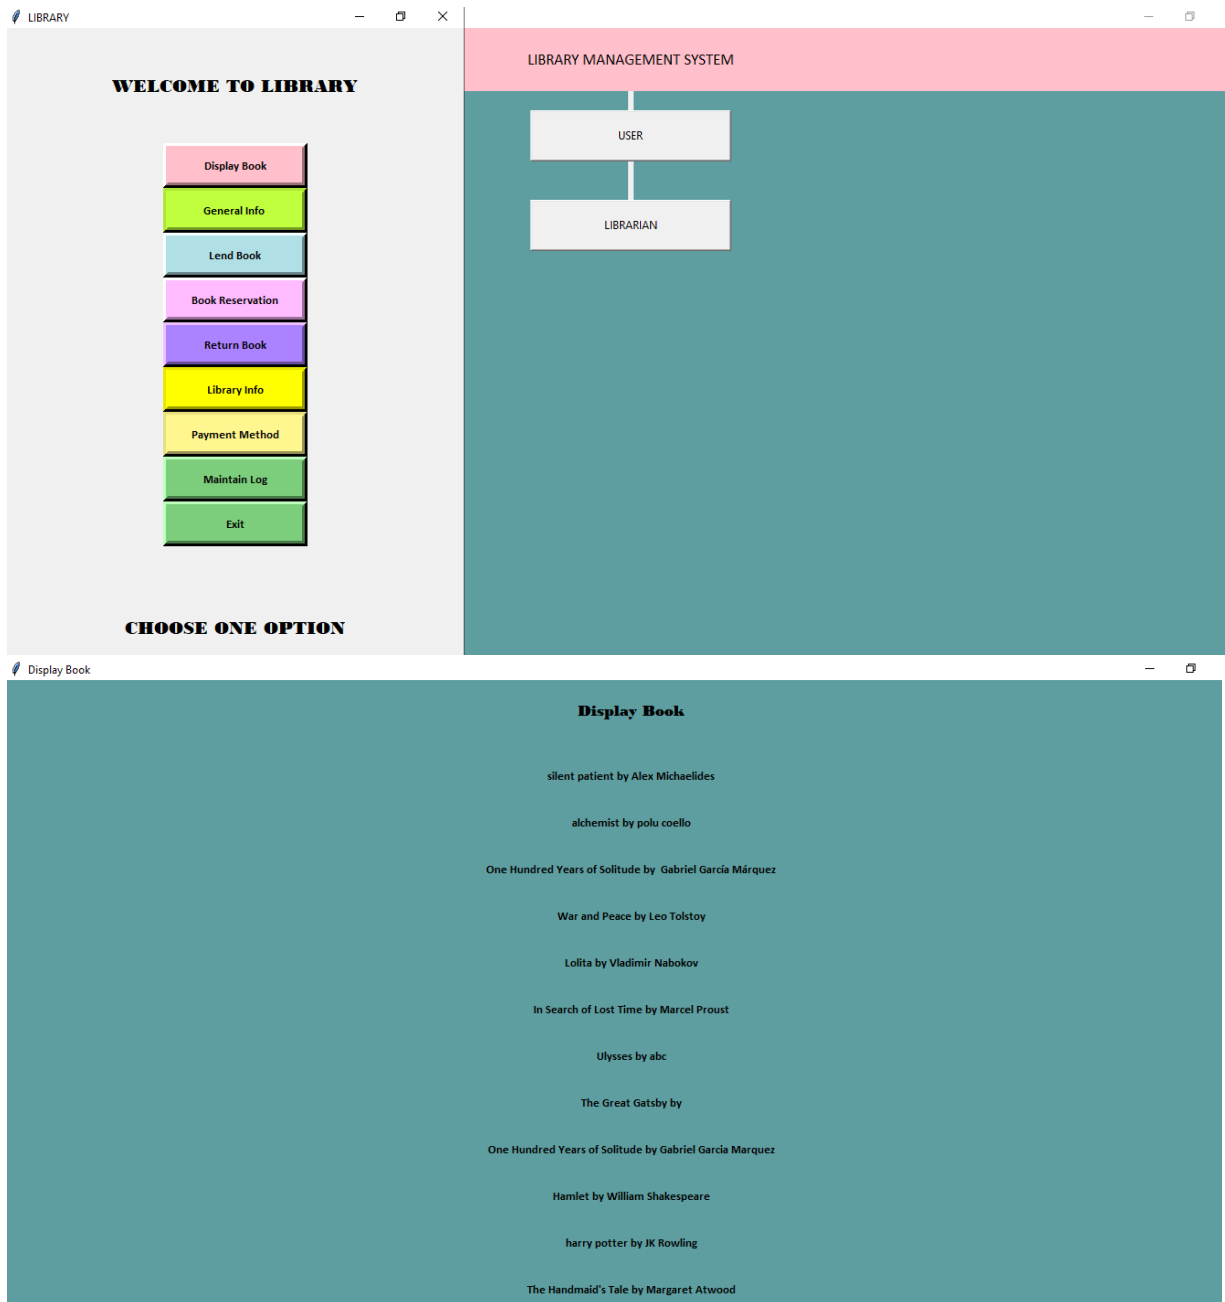 LIBRARY
WELCOME TO LIBRARY
Display Book
General Info
Lend Book
Book Reservation
Return Book
Library Info
Payment Method
Maintain Log
Exit
CHOOSE ONE OPTION
LIBRARY MANAGEMENT SYSTEM
USER
LIBRARIAN
Display Book
Display Book
silent patient by Alex Michaelides
alchemist by polu coello
One Hundred Years of Solitude by  Gabriel García Márquez
War and Peace by Leo Tolstoy
Lolita by Vladimir Nabokov
In Search of Lost Time by Marcel Proust
Ulysses by abc
The Great Gatsby by
One Hundred Years of Solitude by Gabriel Garcia Marquez
Hamlet by William Shakespeare
harry potter by JK Rowling
The Handmaid's Tale by Margaret Atwood